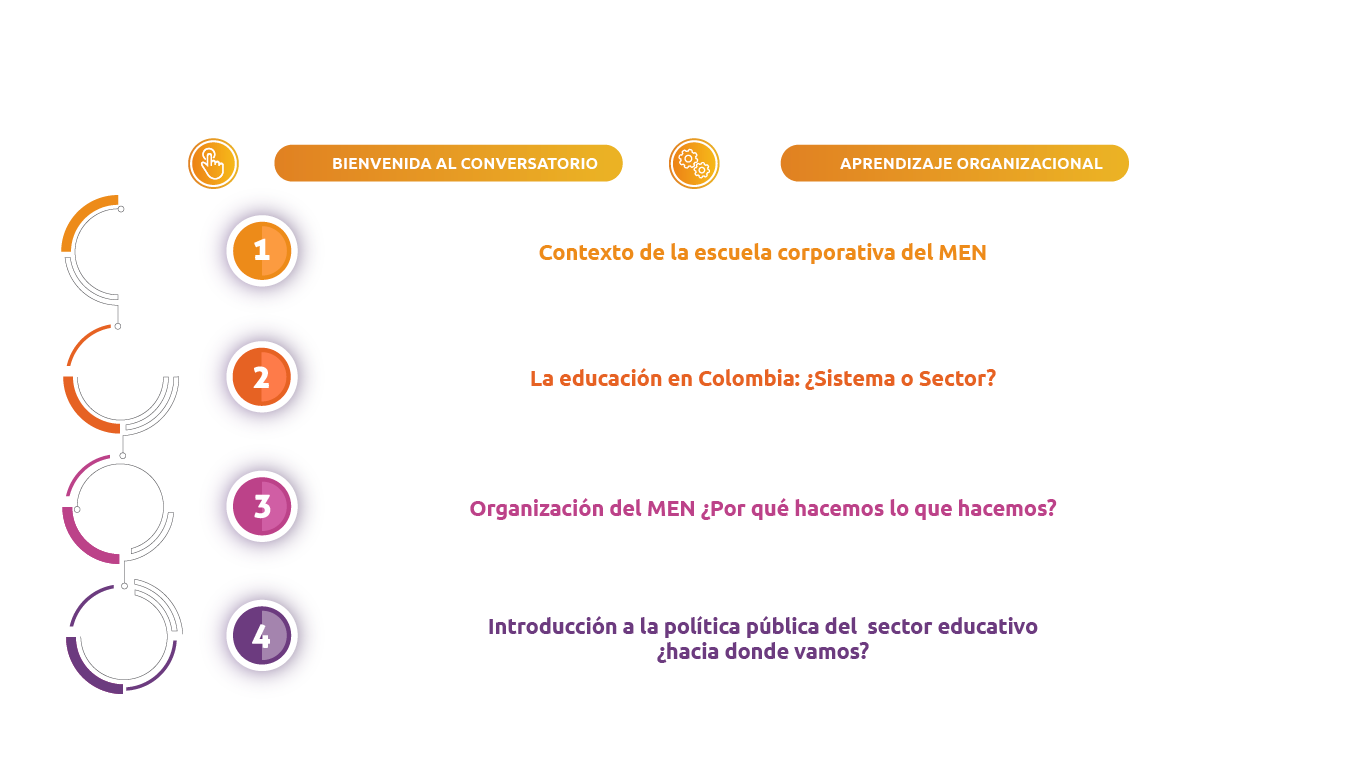 BIENVENIDA AL CONVERSATORIO
APRENDIZAJE ORGANIZACIONAL
1
Contexto de la escuela corporativa del MEN
2
La educación en Colombia: ¿Sistema o Sector?
3
Organización del MEN ¿Por qué hacemos lo que hacemos?
4
Introducción a la política pública del  sector educativo
¿hacia donde vamos?